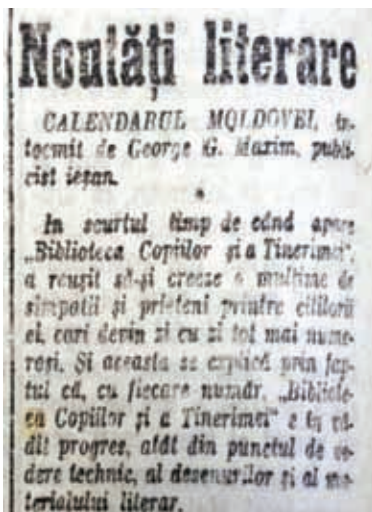 Noutăți literare
CALENDARUL MOLDOVEI, în-
tocmit de George G. Maxim, publi-
cist ieșan.
*
In scurtul timp de când apare
„Biblioteca Copiilor și a Tinerimei“,
a reușit să-și creeze o mulțime de
simpatii și prieteni printre cititorii
ei, cari devin zi cu zi tot mai nume-
roși. Și aceasta se explică prin fap-
tul că, cu fiecare număr, „Bibliote-
ca Copiilor și a Tinerimei“ e în vă-
dit progres, atât din punctul de ve-
dere technic, al desenurilor și al ma-
terialului literar.